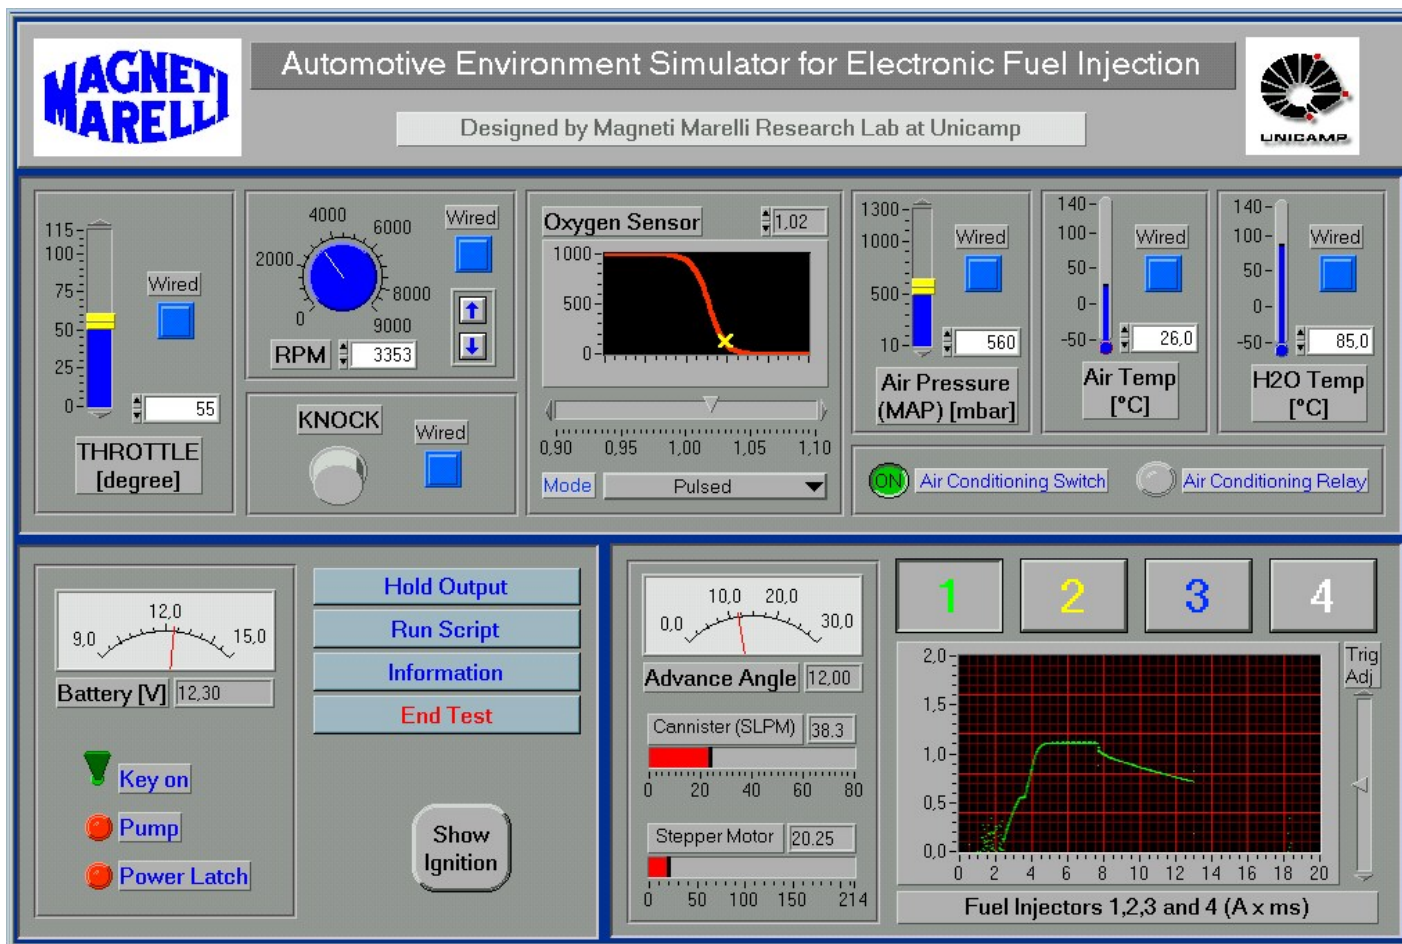 MAGNETI
MARELLI
Automotive Environment Simulator for Electronic Fuel Injection
Designed by Magneti Marelli Research Lab at Unicamp
UNICAMP
115
100
75
50
25
0
Wired
55
THROTTLE
[degree]
0
2000
4000
6000
8000
9000
Wired
RPM
3353
KNOCK
Wired
Oxygen Sensor
1,02
1000
500
0
0,90
0,95
1,00
1,05
1,10
Mode
Pulsed
1300
1000
500
10
Wired
560
Air Pressure
(MAP) [mbar]
140
100
50
0
-50
Wired
26,0
Air Temp
[ºC]
140
100
50
0
-50
Wired
85,0
H2O Temp
[ºC]
ON
Air Conditioning Switch
Air Conditioning Relay
9,0
12,0
15,0
Battery [V]
12,30
Key on
Pump
Power Latch
Hold Output
Run Script
Information
End Test
Show
Ignition
0,0
10,0
20,0
30,0
Advance Angle
12,00
Cannister (SLPM)
38.3
0 20 40 60 80
Stepper Motor
20.25
0 50 100 150 214
1
2
3
4
2,0
1,5
1,0
0,5
0,0
0 2 4 6 8 10 12 14 16 18 20
Trig
Adj
Fuel Injectors 1,2,3 and 4 (A x ms)